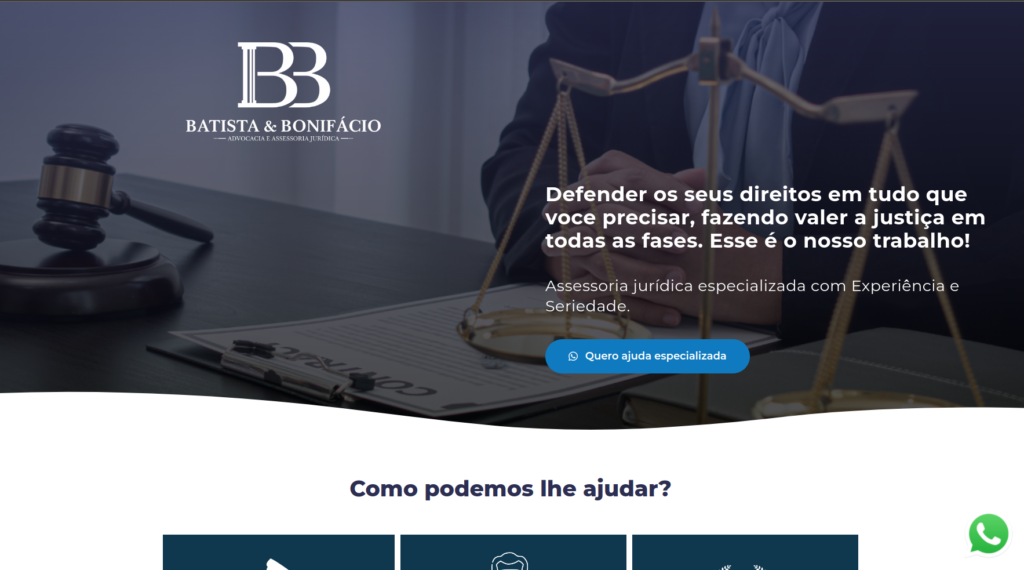 BB
BATISTA & BONIFÁCIO
ADVOCACIA E ASSESSORIA JURÍDICA
Defender os seus direitos em tudo que
voce precisar, fazendo valer a justiça em
todas as fases. Esse é o nosso trabalho!
Assessoria jurídica especializada com Experiência e
Seriedade.
Quero ajuda especializada
CONTRACT
Como podemos lhe ajudar?